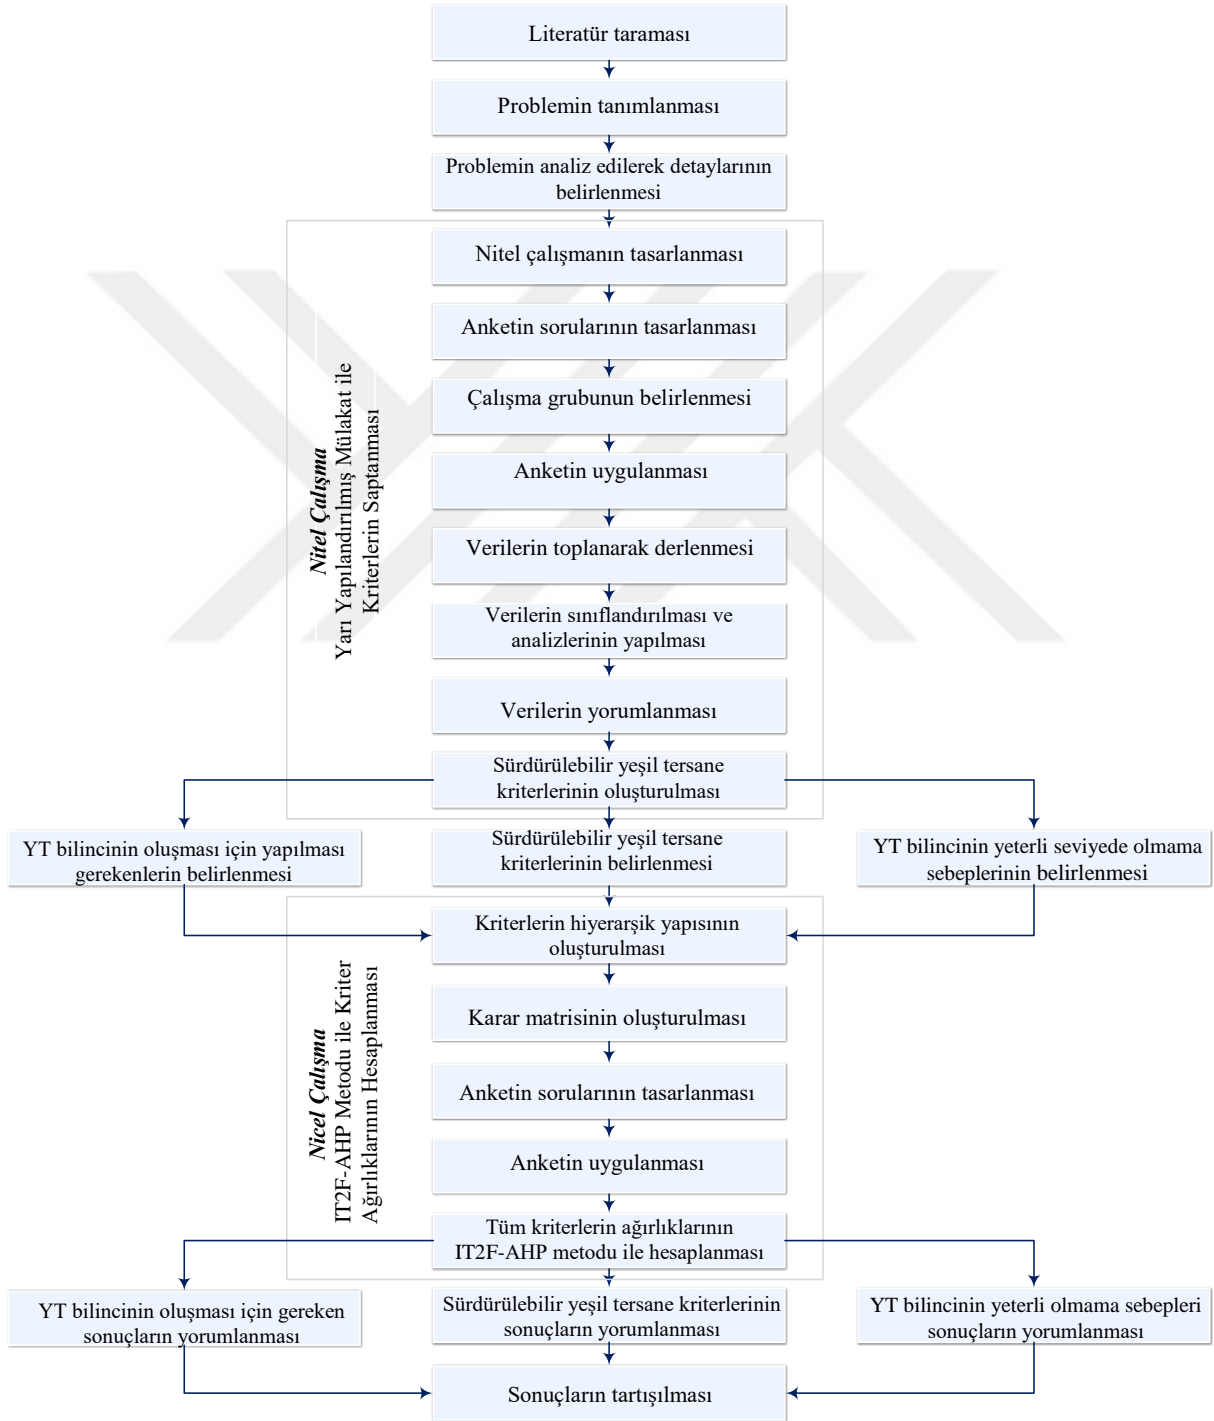 Literatür taraması
Problemin tanımlanması
Problemin analiz edilerek detaylarının
belirlenmesi
Nitel Çalışma
Yarı Yapılandırılmış Mülakat ile
Kriterlerin Saptanması
Nitel çalışmanın tasarlanması
Anketin sorularının tasarlanması
Çalışma grubunun belirlenmesi
Anketin uygulanması
Verilerin toplanarak derlenmesi
Verilerin sınıflandırılması ve
analizlerinin yapılması
Verilerin yorumlanması
Sürdürülebilir yeşil tersane
kriterlerinin oluşturulması
YT bilincinin oluşması için yapılması
gerekenlerin belirlenmesi
Sürdürülebilir yeşil tersane
kriterlerinin belirlenmesi
YT bilincinin yeterli seviyede olmama
sebeplerinin belirlenmesi
Nicel Çalışma
IT2F-AHP Metodu ile Kriter
Ağırlıklarının Hesaplanması
Kriterlerin hiyerarşik yapısının
oluşturulması
Karar matrisinin oluşturulması
Anketin sorularının tasarlanması
Anketin uygulanması
Tüm kriterlerin ağırlıklarının
IT2F-AHP metodu ile hesaplanması
YT bilincinin oluşması için gereken
sonuçların yorumlanması
Sürdürülebilir yeşil tersane kriterlerinin
sonuçların yorumlanması
YT bilincinin yeterli olmama sebepleri
sonuçların yorumlanması
Sonuçların tartışılması